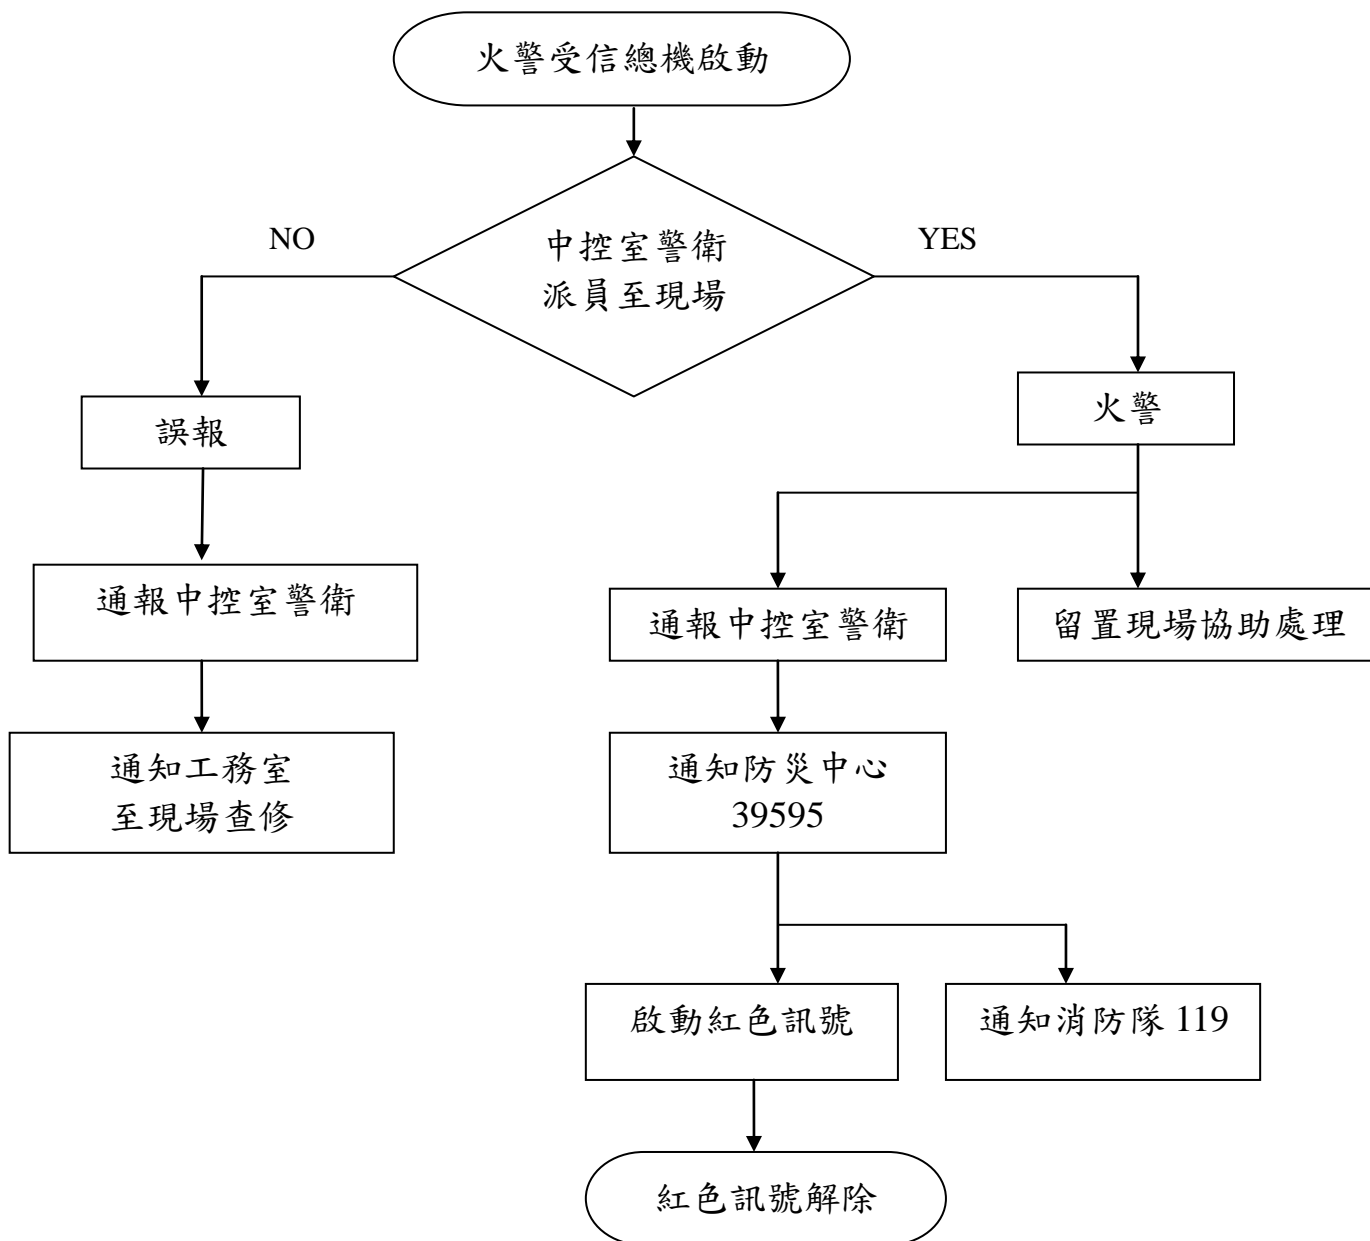 火警受信總機啟動
NO
YES
中控室警衛
派員至現場
誤報
火警
通報中控室警衛
通報中控室警衛
留置現場協助處理
通知工務室
至現場查修
通知防災中心
39595
啟動紅色訊號
通知消防隊 119
紅色訊號解除